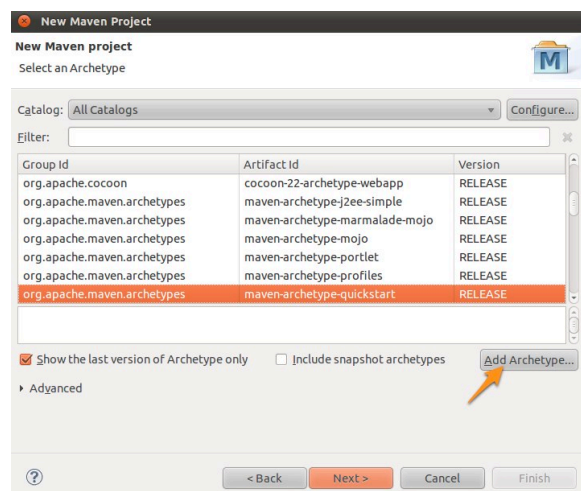 New Maven Project
New Maven project
Select an Archetype
M
Catalog: All Catalogs Configure...
Filter:
Group Id Artifact Id Version
org.apache.cocoon cocoon-22-archetype-webapp RELEASE
org.apache.maven.archetypes maven-archetype-j2ee-simple RELEASE
org.apache.maven.archetypes maven-archetype-marmalade-mojo RELEASE
org.apache.maven.archetypes maven-archetype-mojo RELEASE
org.apache.maven.archetypes maven-archetype-portlet RELEASE
org.apache.maven.archetypes maven-archetype-profiles RELEASE
org.apache.maven.archetypes maven-archetype-quickstart RELEASE
Show the last version of Archetype only Include snapshot archetypes Add Archetype...
Advanced
? < Back Next > Cancel Finish